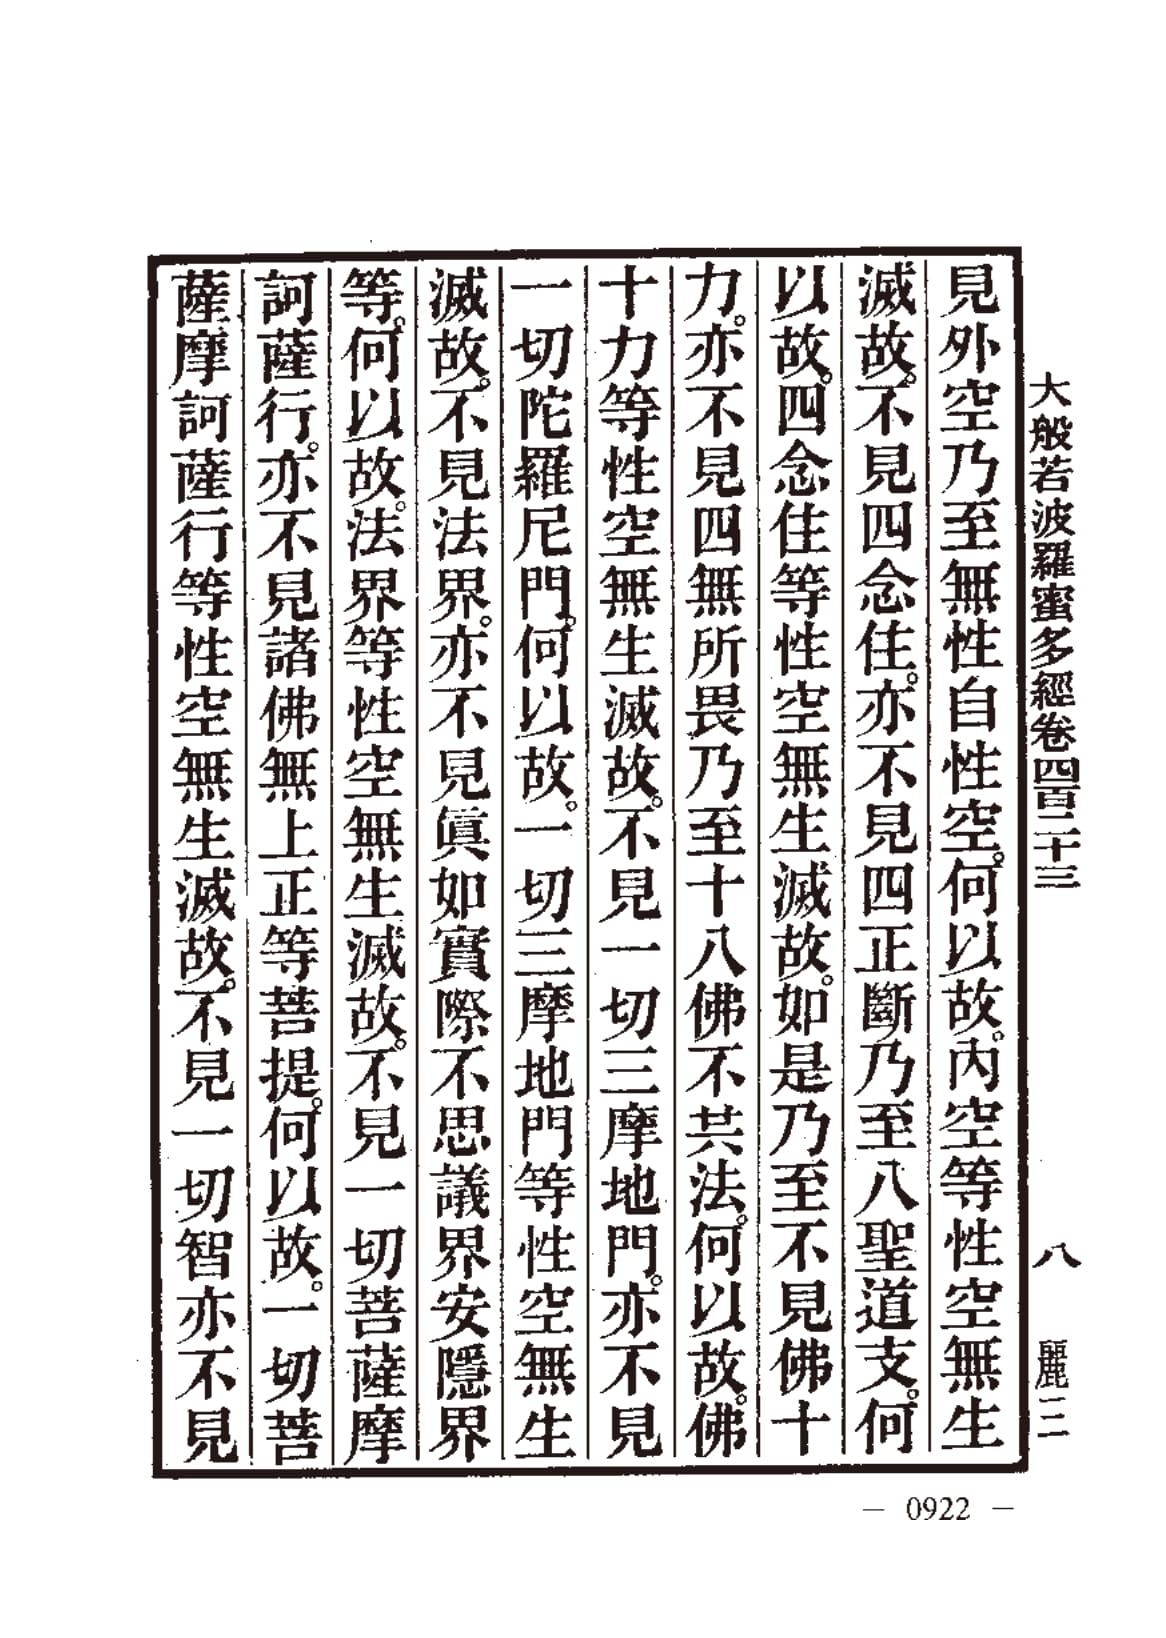 大般若波羅蜜多經卷四百二十三 八 麗三
見外空乃至無性自性空。何以故。內空等性空無生
滅故。不見四念住。亦不見四正斷乃至八聖道支。何
以故。四念住等性空無生滅故。如是乃至不見佛十
力。亦不見四無所畏乃至十八佛不共法。何以故。佛
十力等性空無生滅故。不見一切三摩地門。亦不見
一切陀羅尼門。何以故。一切三摩地門等性空無生
滅故。不見法界。亦不見眞如實際不思議界安隱界
等。何以故。法界等性空無生滅故。不見一切菩薩摩
訶薩行。亦不見諸佛無上正等菩提。何以故。一切菩
薩摩訶薩行等性空無生滅故。不見一切智亦不見
— 0922 —